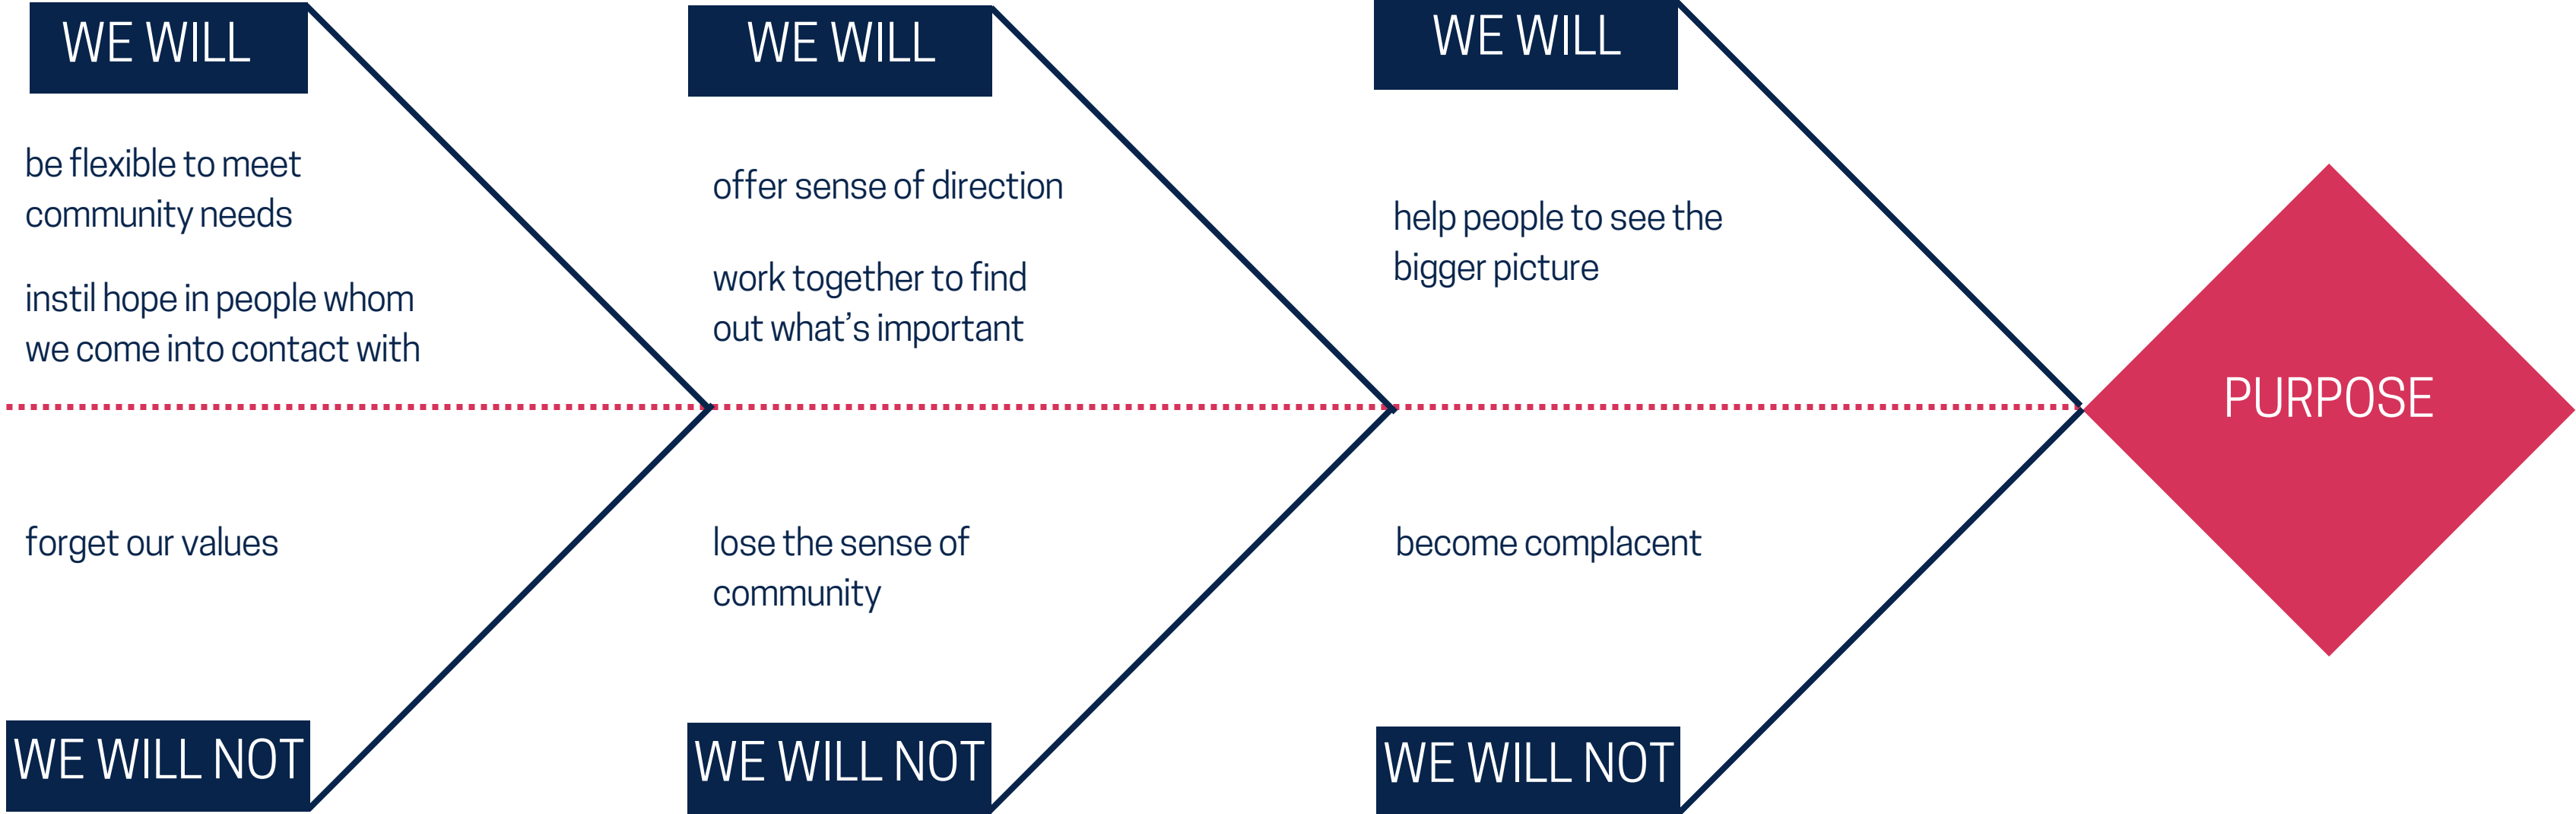 WE WILL
be flexible to meet
community needs
instil hope in people whom
we come into contact with
forget our values
WE WILL NOT
WE WILL
offer sense of direction
work together to find
out what’s important
lose the sense of
community
WE WILL NOT
WE WILL
help people to see the
bigger picture
become complacent
WE WILL NOT
PURPOSE